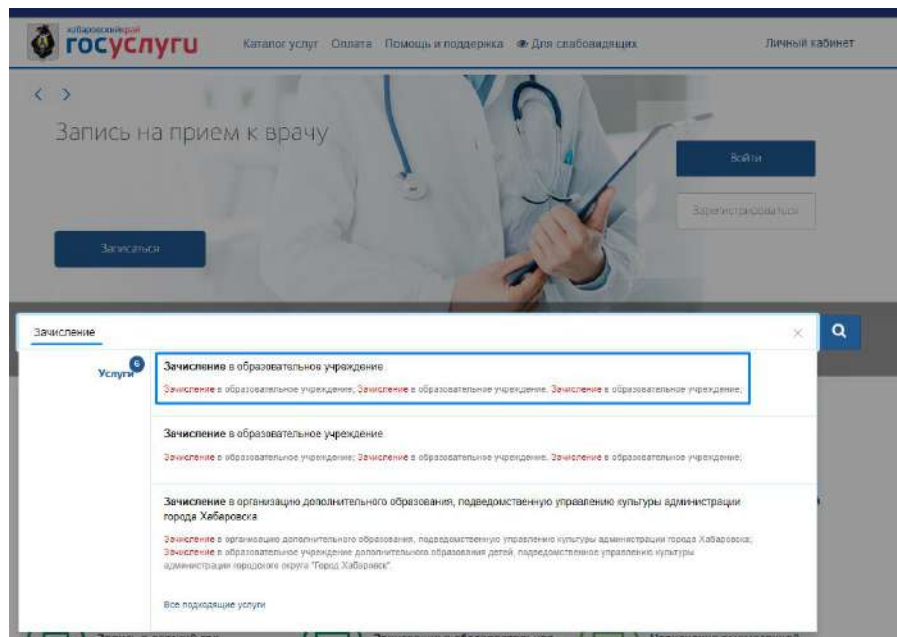 хабаровский край
госуслуги
Каталог услуг Оплата Помощь и поддержка Для слабовидящих Личный кабинет
Запись на прием к врачу
Войти
Зарегистрироваться
Записаться
Зачисление
Услуги 6
Зачисление в образовательное учреждение
Зачисление в образовательное учреждение; Зачисление в образовательное учреждение. Зачисление в образовательное учреждение;
Зачисление в образовательное учреждение
Зачисление в образовательное учреждение; Зачисление в образовательное учреждение. Зачисление в образовательное учреждение;
Зачисление в организацию дополнительного образования, подведомственную управлению культуры администрации
города Хабаровска
Зачисление в организацию дополнительного образования, подведомственную управлению культуры администрации города Хабаровска;
Зачисление в образовательное учреждение дополнительного образования детей, подведомственное управлению культуры
администрации городского округа "Город Хабаровск".
Все подходящие услуги